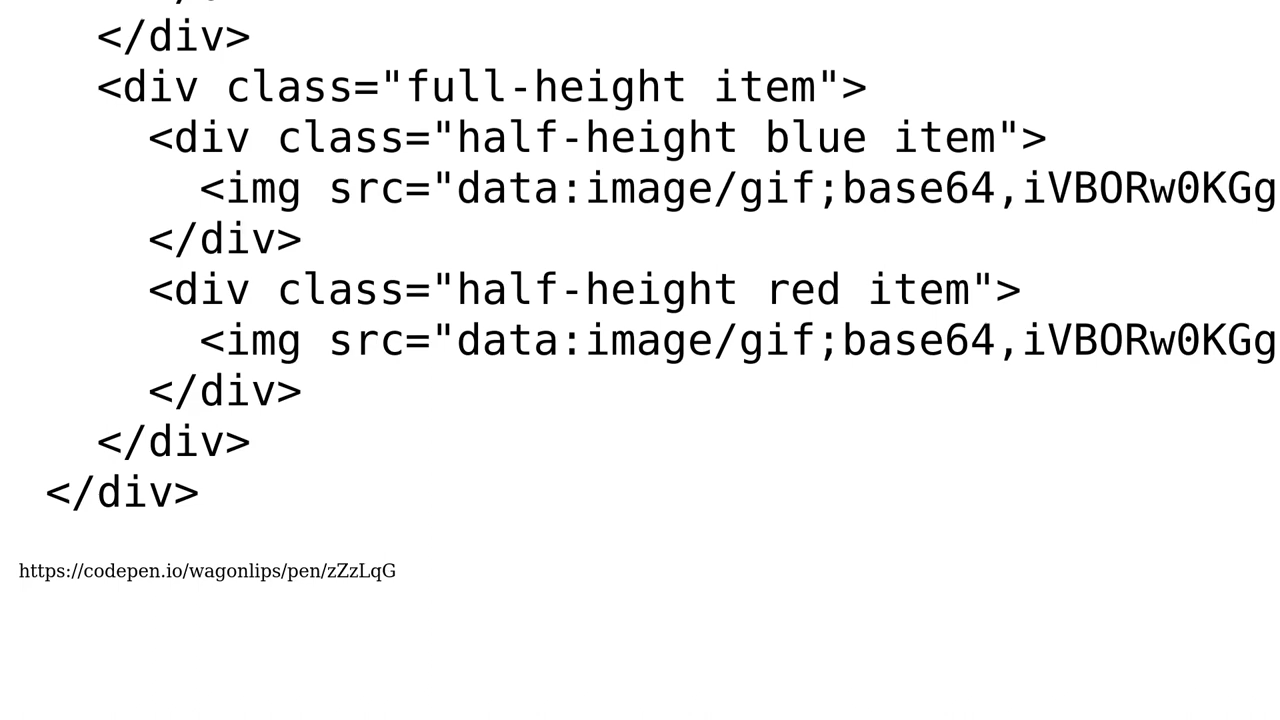 </div>
<div class="full-height item">
<div class="half-height blue item">
<img src="data:image/gif;base64,iVBORw0KGg
</div>
<div class="half-height red item">
<img src="data:image/gif;base64,iVBORw0KGg
</div>
</div>
</div>
https://codepen.io/wagonlips/pen/zZzLqG